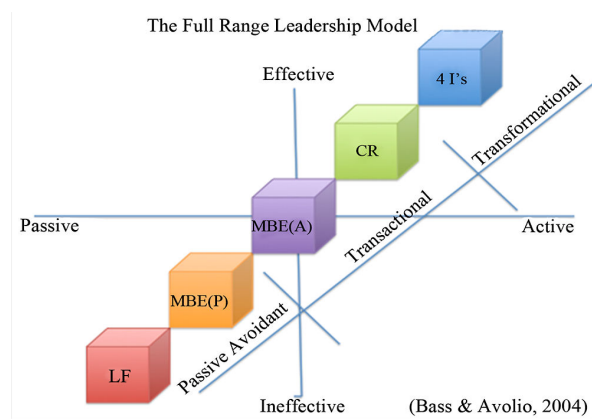 The Full Range Leadership Model
4 I's
Effective
CR
Transformational
MBE(A)
Passive
Transactional
Active
MBE(P)
Passive Avoidant
LF
Ineffective
(Bass & Avolio, 2004)